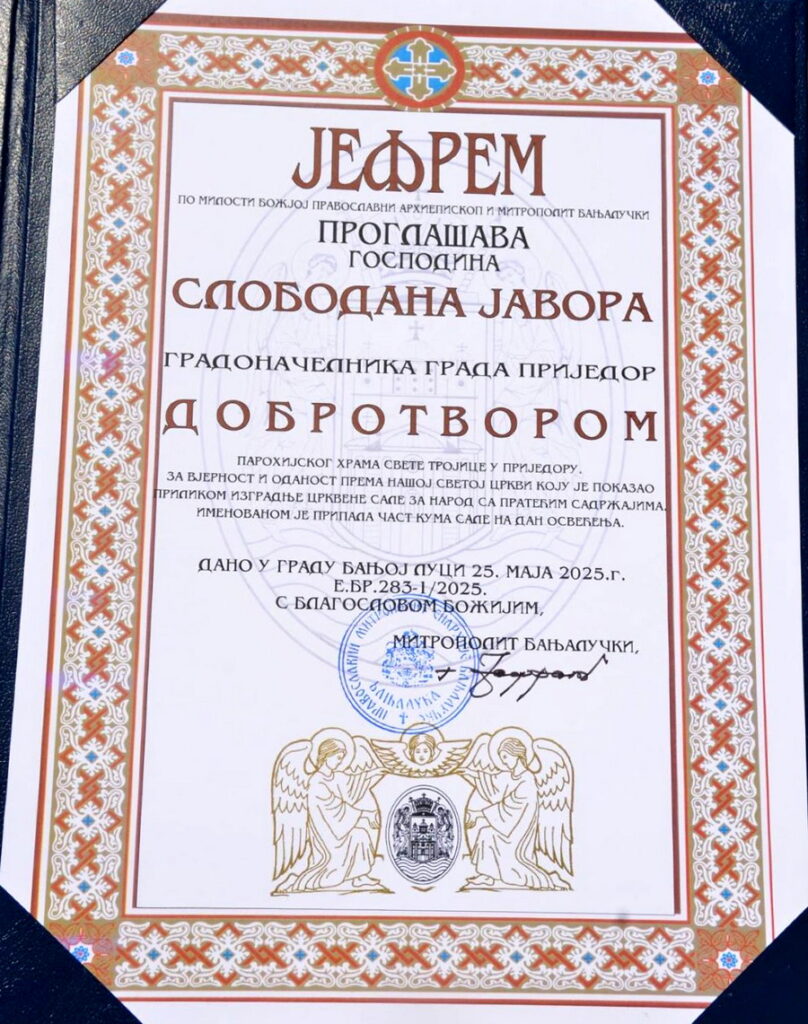 ЈЕФРЕМ
ПО МИЛОСТИ БОЖЈОЈ ПРАВОСЛАВНИ АРХИЕПИСКОП И МИТРОПОЛИТ БАЊАЛУЧКИ
ПРОГЛАШАВА
ГОСПОДИНА
СЛОБОДАНА ЈАВОРА
ГРАДОНАЧЕЛНИКА ГРАДА ПРИЈЕДОР
ДОБРОТВОРОМ
ПАРОХИЈСКОГ ХРАМА СВЕТЕ ТРОЈИЦЕ У ПРИЈЕДОРУ.
ЗА ВЈЕРНОСТ И ОДАНОСТ ПРЕМА НАШОЈ СВЕТОЈ ЦРКВИ КОЈУ ЈЕ ПОКАЗАО
ПРИЛИКОМ ИЗГРАДЊЕ ЦРКВЕНЕ САЛЕ ЗА НАРОД СА ПРАТЕЋИМ САДРЖАЈИМА.
ИМЕНОВАНОМ ЈЕ ПРИПАЛА ЧАСТ КУМА САЛЕ НА ДАН ОСВЕЋЕЊА.
ДАНО У ГРАДУ БАЊОЈ ЛУЦИ 25. МАЈА 2025.г.
Е.БР.283-1/2025.
С БЛАГОСЛОВОМ БОЖИЈИМ,
МИТРОПОЛИТ БАЊАЛУЧКИ,
БАЊАЛУКА